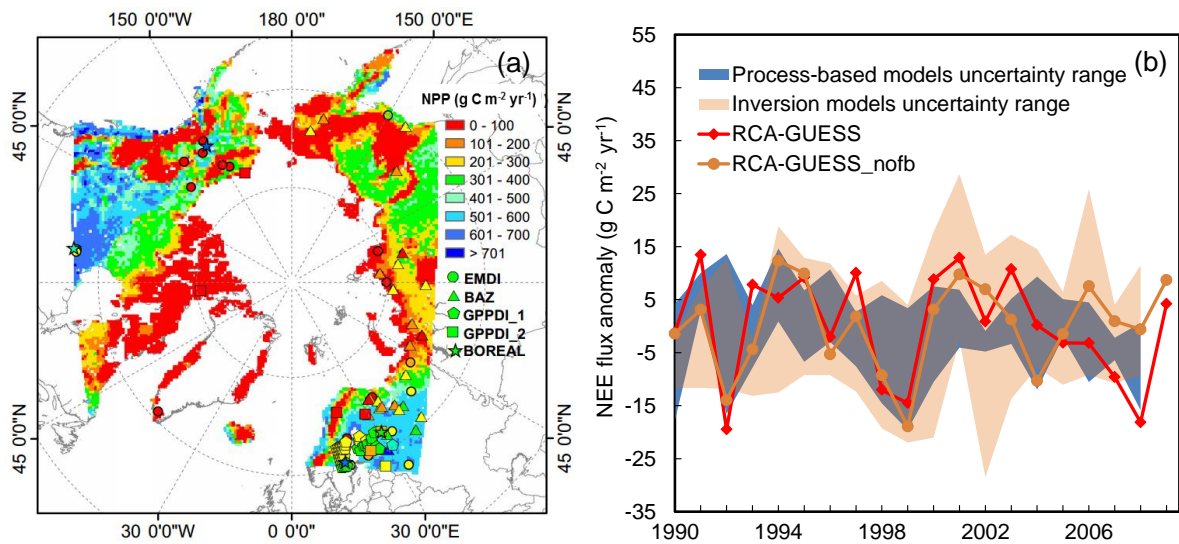 150 0'0"W 180 0'0" 150 0'0"E
(a)
NPP (g C m⁻² yr⁻¹)
0 - 100
101 - 200
201 - 300
301 - 400
401 - 500
501 - 600
601 - 700
> 701
EMDI
BAZ
GPPDI_1
GPPDI_2
BOREAL
45 0'0"N
45 0'0"N
45 0'0"N
45 0'0"N
30 0'0"W 0 0'0" 30 0'0"E
(b)
Process-based models uncertainty range
Inversion models uncertainty range
RCA-GUESS
RCA-GUESS_nofb
NEE flux anomaly (g C m⁻² yr⁻¹)
55
45
35
25
15
5
-5
-15
-25
-35
1990 1994 1998 2002 2006